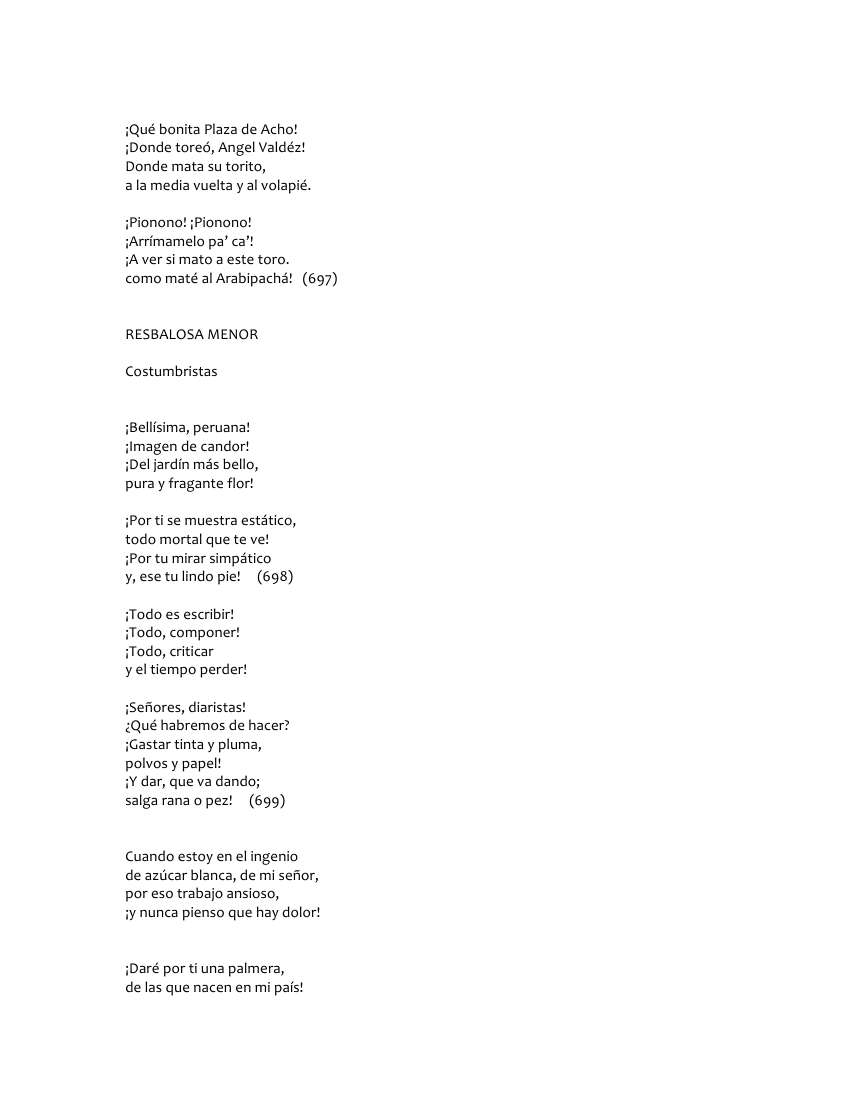 ¡Qué bonita Plaza de Acho!
¡Donde toreó, Angel Valdéz!
Donde mata su torito,
a la media vuelta y al volapié.
¡Pionono! ¡Pionono!
¡Arrímamelo pa’ ca’!
¡A ver si mato a este toro.
como maté al Arabipachá! (697)
RESBALOSA MENOR
Costumbristas
¡Bellísima, peruana!
¡Imagen de candor!
¡Del jardín más bello,
pura y fragante flor!
¡Por ti se muestra estático,
todo mortal que te ve!
¡Por tu mirar simpático
y, ese tu lindo pie! (698)
¡Todo es escribir!
¡Todo, componer!
¡Todo, criticar
y el tiempo perder!
¡Señores, diaristas!
¿Qué habremos de hacer?
¡Gastar tinta y pluma,
polvos y papel!
¡Y dar, que va dando;
salga rana o pez! (699)
Cuando estoy en el ingenio
de azúcar blanca, de mi señor,
por eso trabajo ansioso,
¡y nunca pienso que hay dolor!
¡Daré por ti una palmera,
de las que nacen en mi país!